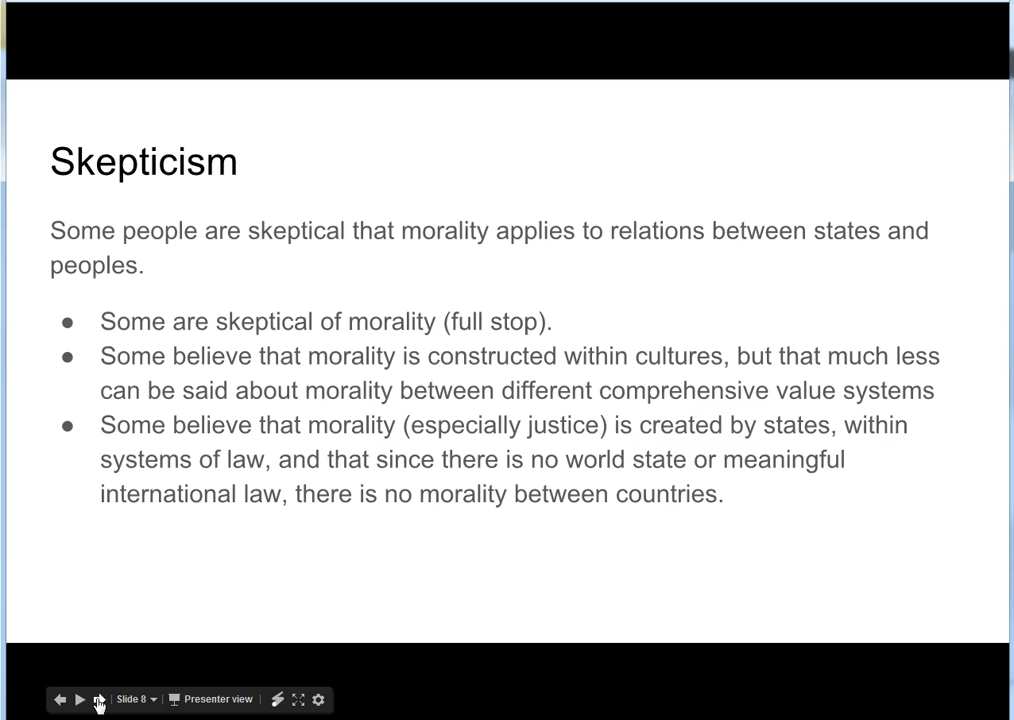 Skepticism
Some people are skeptical that morality applies to relations between states and
peoples.
● Some are skeptical of morality (full stop).
● Some believe that morality is constructed within cultures, but that much less
can be said about morality between different comprehensive value systems
● Some believe that morality (especially justice) is created by states, within
systems of law, and that since there is no world state or meaningful
international law, there is no morality between countries.
Slide 8 Presenter view